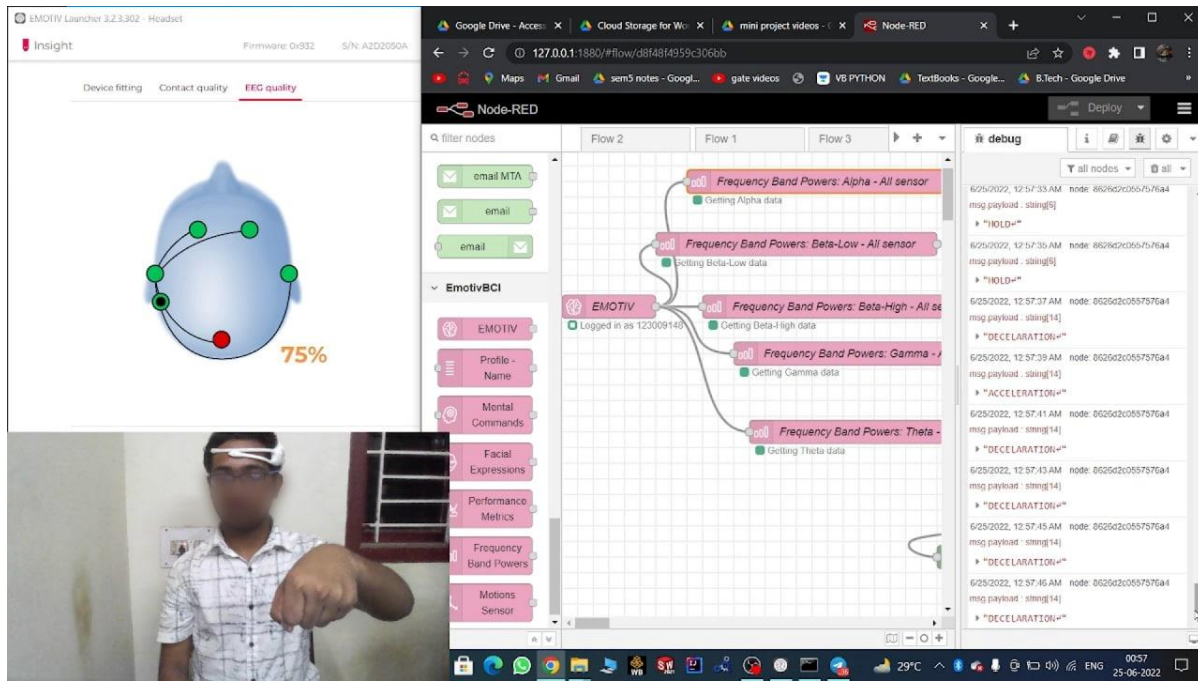 EMOTIV Launcher 3.2.3.302 - Headset
Insight
Firmware: 0x932
S/N: A2D2050A
Device fitting
Contact quality
EEG quality
75%
Google Drive - Access
Cloud Storage for Wo
mini project videos - (
Node-RED
127.0.0.1:1880/#flow/d8f48f4959c306bb
Maps
Gmail
sem5 notes - Googl...
gate videos
VB PYTHON
TextBooks - Google...
B.Tech - Google Drive
Node-RED
Deploy
filter nodes
email MTA
email
email
EmotivBCI
EMOTIV
Profile -
Name
Mental
Commands
Facial
Expressions
Performance
Metrics
Frequency
Band Powers
Motions
Sensor
Flow 2
Flow 1
Flow 3
Frequency Band Powers: Alpha - All sensor
Getting Alpha data
Frequency Band Powers: Beta-Low - All sensor
Getting Beta-Low data
EMOTIV
Logged in as 123009148
Frequency Band Powers: Beta-High - All se
Getting Beta-High data
Frequency Band Powers: Gamma -
Getting Gamma data
Frequency Band Powers: Theta -
Getting Theta data
debug
all nodes
all
6/25/2022, 12:57:33 AM node: 8626d2c0557576a4
msg.payload : string[6]
"HOLD↵"
6/25/2022, 12:57:35 AM node: 8626d2c0557576a4
msg.payload : string[6]
"HOLD↵"
6/25/2022, 12:57:37 AM node: 8626d2c0557576a4
msg.payload : string[14]
"DECELARATION↵"
6/25/2022, 12:57:39 AM node: 8626d2c0557576a4
msg.payload : string[14]
"ACCELERATION↵"
6/25/2022, 12:57:41 AM node: 8626d2c0557576a4
msg.payload : string[14]
"DECELARATION↵"
6/25/2022, 12:57:43 AM node: 8626d2c0557576a4
msg.payload : string[14]
"DECELARATION↵"
6/25/2022, 12:57:45 AM node: 8626d2c0557576a4
msg.payload : string[14]
"DECELARATION↵"
6/25/2022, 12:57:46 AM node: 8626d2c0557576a4
msg.payload : string[14]
"DECELARATION↵"
29°C
ENG
00:57
25-06-2022